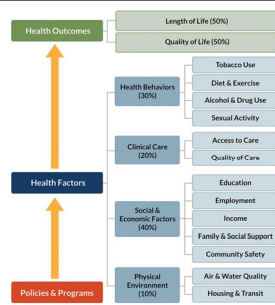 Health Outcomes
Length of Life (50%)
Quality of Life (50%)
Health Factors
Health Behaviors
(30%)
Tobacco Use
Diet & Exercise
Alcohol & Drug Use
Sexual Activity
Clinical Care
(20%)
Access to Care
Quality of Care
Social &
Economic Factors
(40%)
Education
Employment
Income
Family & Social Support
Community Safety
Physical
Environment
(10%)
Air & Water Quality
Housing & Transit
Policies & Programs